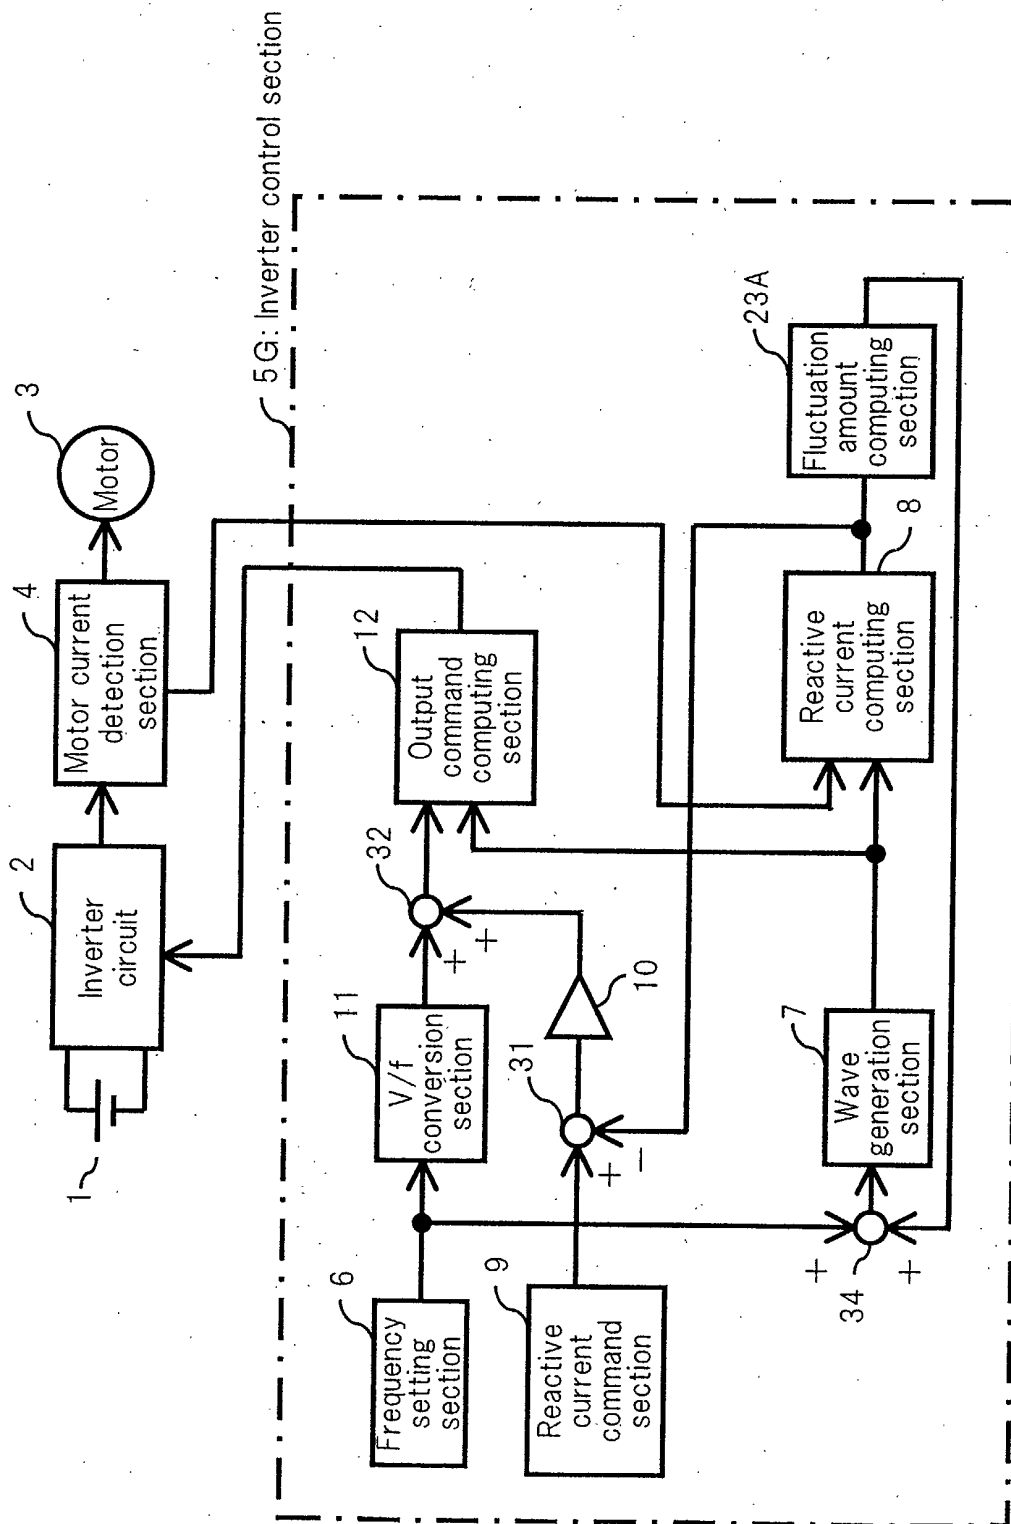 1
2
Inverter
circuit
4
Motor current
detection
section
3
Motor
5G: Inverter control section
6
Frequency
setting
section
11
V/f
conversion
section
32
+
+
12
Output
command
computing
section
9
Reactive
current
command
section
31
+
−
10
34
+
+
7
Wave
generation
section
8
Reactive
current
computing
section
23A
Fluctuation
amount
computing
section